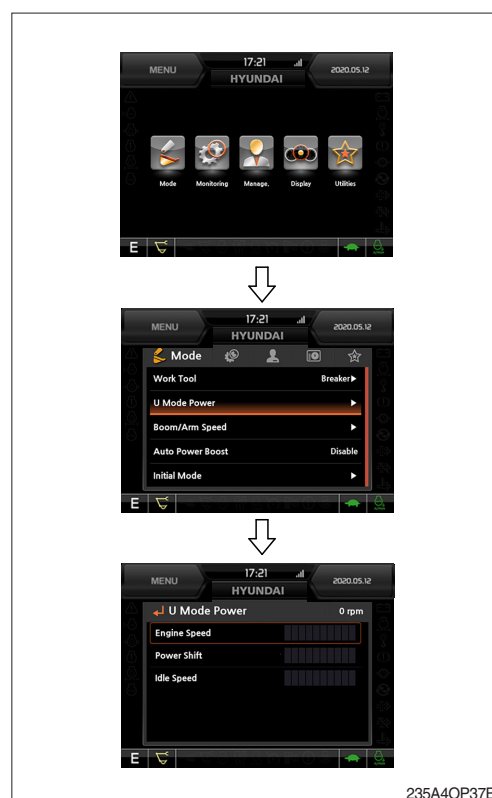 MENU 17:21 2020.05.12
HYUNDAI
Mode Monitoring Manage. Display Utilities
E
MENU 17:21 2020.05.12
HYUNDAI
Mode
Work Tool Breaker
U Mode Power
Boom/Arm Speed
Auto Power Boost Disable
Initial Mode
E
MENU 17:21 2020.05.12
HYUNDAI
U Mode Power 0 rpm
Engine Speed
Power Shift
Idle Speed
E
235A4OP37E